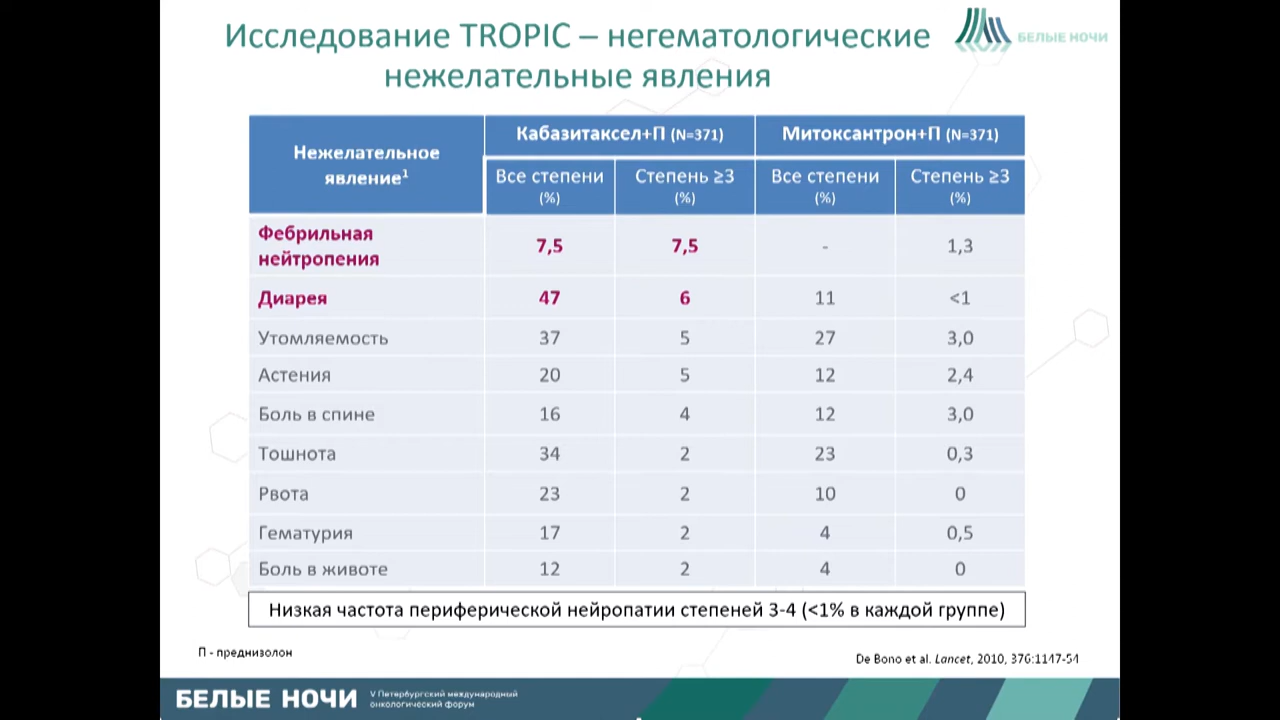 Исследование TROPIC – негематологические
нежелательные явления
БЕЛЫЕ НОЧИ
Нежелательное явление¹ Кабазитаксел+П (N=371) Митоксантрон+П (N=371)
Все степени (%) Степень ≥3 (%) Все степени (%) Степень ≥3 (%)
Фебрильная нейтропения 7,5 7,5 - 1,3
Диарея 47 6 11 <1
Утомляемость 37 5 27 3,0
Астения 20 5 12 2,4
Боль в спине 16 4 12 3,0
Тошнота 34 2 23 0,3
Рвота 23 2 10 0
Гематурия 17 2 4 0,5
Боль в животе 12 2 4 0
Низкая частота периферической нейропатии степеней 3-4 (<1% в каждой группе)
П - преднизолон
De Bono et al. Lancet, 2010, 376:1147-54
БЕЛЫЕ НОЧИ
V Петербургский международный
онкологический форум